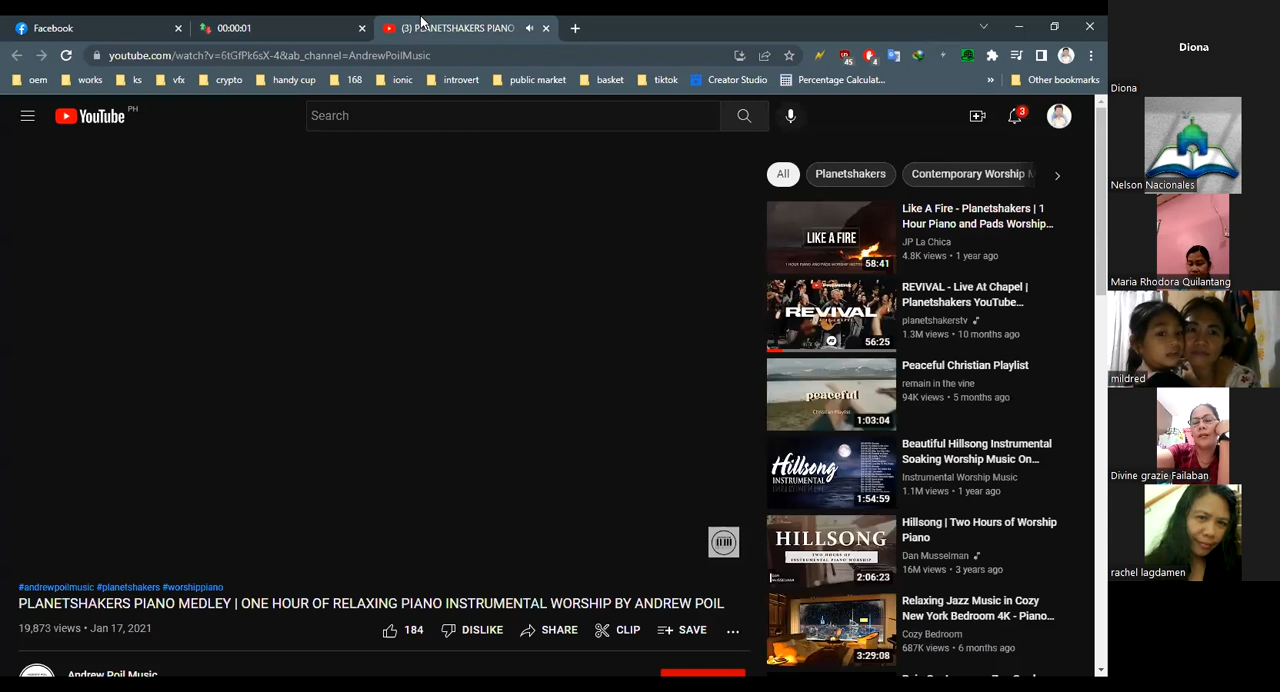 Facebook
00:00:01
(3) PLANETSHAKERS PIANO
youtube.com/watch?v=6tGfPk6sX-4&ab_channel=AndrewPoilMusic
45
4
oem
works
ks
vfx
crypto
handy cup
168
ionic
introvert
public market
basket
tiktok
Creator Studio
Percentage Calculat...
»
Other bookmarks
YouTube PH
Search
3
All
Planetshakers
Contemporary Worship M
LIKE A FIRE
58:41
Like A Fire - Planetshakers | 1
Hour Piano and Pads Worship...
JP La Chica
4.8K views • 1 year ago
REVIVAL
56:25
REVIVAL - Live At Chapel |
Planetshakers YouTube...
planetshakerstv
1.3M views • 10 months ago
peaceful
Christian Playlist
1:03:04
Peaceful Christian Playlist
remain in the vine
94K views • 5 months ago
Hillsong
INSTRUMENTAL
1:54:59
Beautiful Hillsong Instrumental
Soaking Worship Music On...
Instrumental Worship Music
1.1M views • 1 year ago
HILLSONG
TWO HOURS OF
INSTRUMENTAL PIANO WORSHIP
2:06:23
Hillsong | Two Hours of Worship
Piano
Dan Musselman
16M views • 3 years ago
3:29:08
Relaxing Jazz Music in Cozy
New York Bedroom 4K - Piano...
Cozy Bedroom
687K views • 6 months ago
#andrewpoilmusic #planetshakers #worshippiano
PLANETSHAKERS PIANO MEDLEY | ONE HOUR OF RELAXING PIANO INSTRUMENTAL WORSHIP BY ANDREW POIL
19,873 views • Jan 17, 2021
184
DISLIKE
SHARE
CLIP
SAVE
...
Andrew Poil Music
Diona
Diona
Nelson Nacionales
Maria Rhodora Quilantang
mildred
Divine grazie Failaban
rachel lagdamen